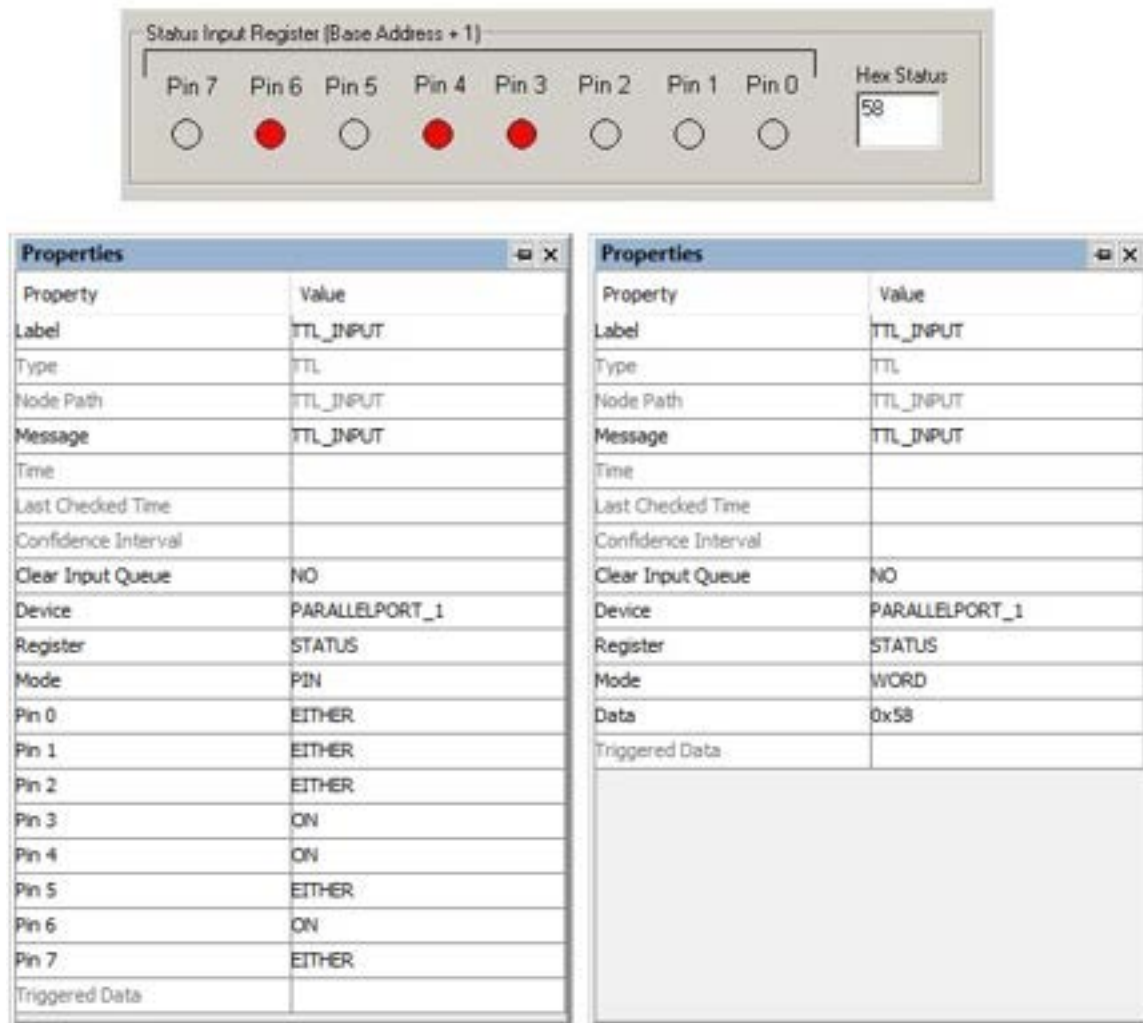 Status Input Register (Base Address + 1)
Pin 7 Pin 6 Pin 5 Pin 4 Pin 3 Pin 2 Pin 1 Pin 0
Hex Status
58
Properties
Property Value
Label TTL_INPUT
Type TTL
Node Path TTL_INPUT
Message TTL_INPUT
Time
Last Checked Time
Confidence Interval
Clear Input Queue NO
Device PARALLELPORT_1
Register STATUS
Mode PIN
Pin 0 EITHER
Pin 1 EITHER
Pin 2 EITHER
Pin 3 ON
Pin 4 ON
Pin 5 EITHER
Pin 6 ON
Pin 7 EITHER
Triggered Data
Properties
Property Value
Label TTL_INPUT
Type TTL
Node Path TTL_INPUT
Message TTL_INPUT
Time
Last Checked Time
Confidence Interval
Clear Input Queue NO
Device PARALLELPORT_1
Register STATUS
Mode WORD
Data 0x58
Triggered Data